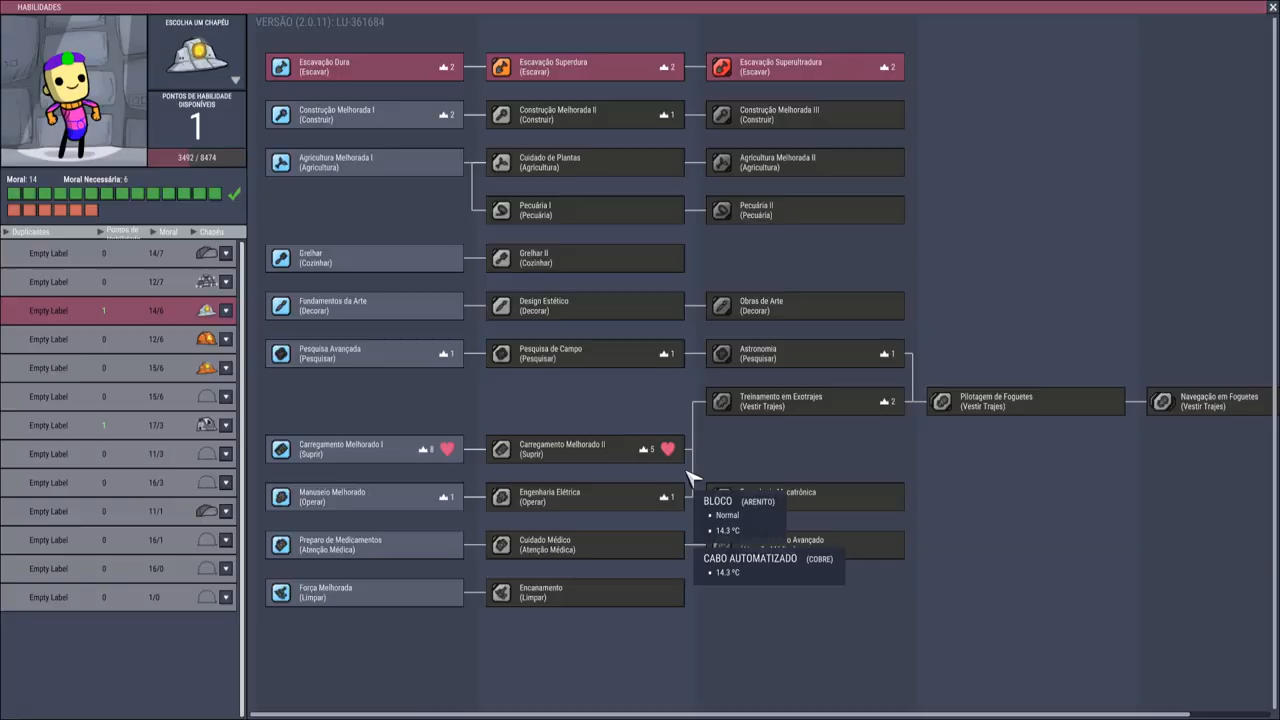 HABILIDADES
VERSÃO (2.0.11): LU-361684
ESCOLHA UM CHAPÉU
PONTOS DE HABILIDADE
DISPONÍVEIS
1
3492 / 8474
Moral: 14 Moral Necessária: 6
Duplicantes Pontos de Moral Chapéu
Empty Label 0 14/7
Empty Label 0 12/7
Empty Label 1 14/6
Empty Label 0 12/6
Empty Label 0 15/6
Empty Label 0 15/6
Empty Label 1 17/3
Empty Label 0 11/3
Empty Label 0 16/3
Empty Label 0 11/1
Empty Label 0 16/1
Empty Label 0 16/0
Empty Label 0 1/0
Escavação Dura
(Escavar)
2
Escavação Superdura
(Escavar)
2
Escavação Superultradura
(Escavar)
2
Construção Melhorada I
(Construir)
2
Construção Melhorada II
(Construir)
1
Construção Melhorada III
(Construir)
Agricultura Melhorada I
(Agricultura)
Cuidado de Plantas
(Agricultura)
Agricultura Melhorada II
(Agricultura)
Pecuária I
(Pecuária)
Pecuária II
(Pecuária)
Grelhar
(Cozinhar)
Grelhar II
(Cozinhar)
Fundamentos da Arte
(Decorar)
Design Estético
(Decorar)
Obras de Arte
(Decorar)
Pesquisa Avançada
(Pesquisar)
1
Pesquisa de Campo
(Pesquisar)
1
Astronomia
(Pesquisar)
1
Treinamento em Exotrajes
(Vestir Trajes)
2
Pilotagem de Foguetes
(Vestir Trajes)
Navegação em Foguetes
(Vestir Trajes)
Carregamento Melhorado I
(Suprir)
8
Carregamento Melhorado II
(Suprir)
5
Manuseio Melhorado
(Operar)
1
Engenharia Elétrica
(Operar)
1
Preparo de Medicamentos
(Atenção Médica)
Cuidado Médico
(Atenção Médica)
Avançado
Força Melhorada
(Limpar)
Encanamento
(Limpar)
BLOCO (ARENITO)
Normal
14.3 ºC
CABO AUTOMATIZADO (COBRE)
14.3 ºC